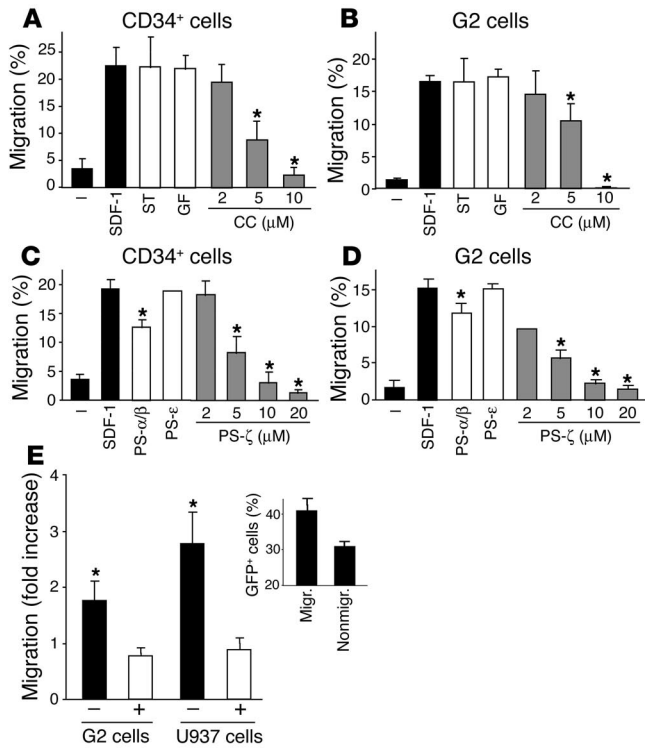 A
CD34+ cells
Migration (%)
25
20
15
10
5
0
*
*
– SDF-1 ST GF 2 5 10
CC (μM)
B
G2 cells
Migration (%)
20
15
10
5
0
*
*
– SDF-1 ST GF 2 5 10
CC (μM)
C
CD34+ cells
Migration (%)
20
15
10
5
0
*
*
*
*
– SDF-1 PS-α/β PS-ε 2 5 10 20
PS-ζ (μM)
D
G2 cells
Migration (%)
15
10
5
0
*
*
*
*
– SDF-1 PS-α/β PS-ε 2 5 10 20
PS-ζ (μM)
E
Migration (fold increase)
4
3
2
1
0
*
*
– + – +
G2 cells U937 cells
GFP+ cells (%)
40
30
20
Migr. Nonmigr.